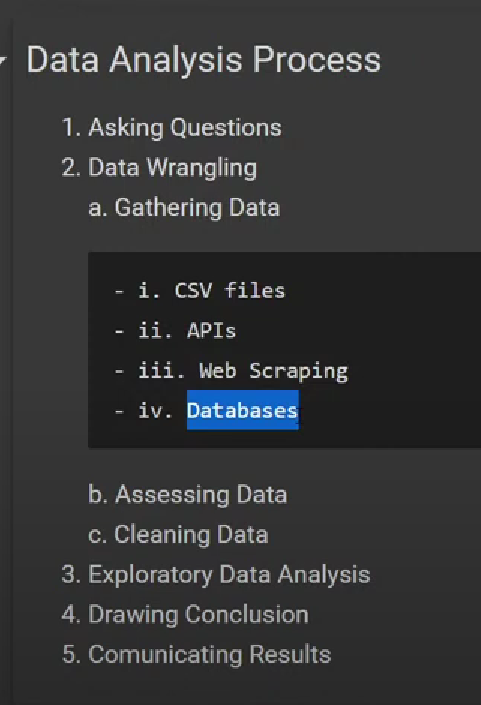 Data Analysis Process
1. Asking Questions
2. Data Wrangling
a. Gathering Data
- i. CSV files
- ii. APIs
- iii. Web Scraping
- iv. Databases
b. Assessing Data
c. Cleaning Data
3. Exploratory Data Analysis
4. Drawing Conclusion
5. Comunicating Results